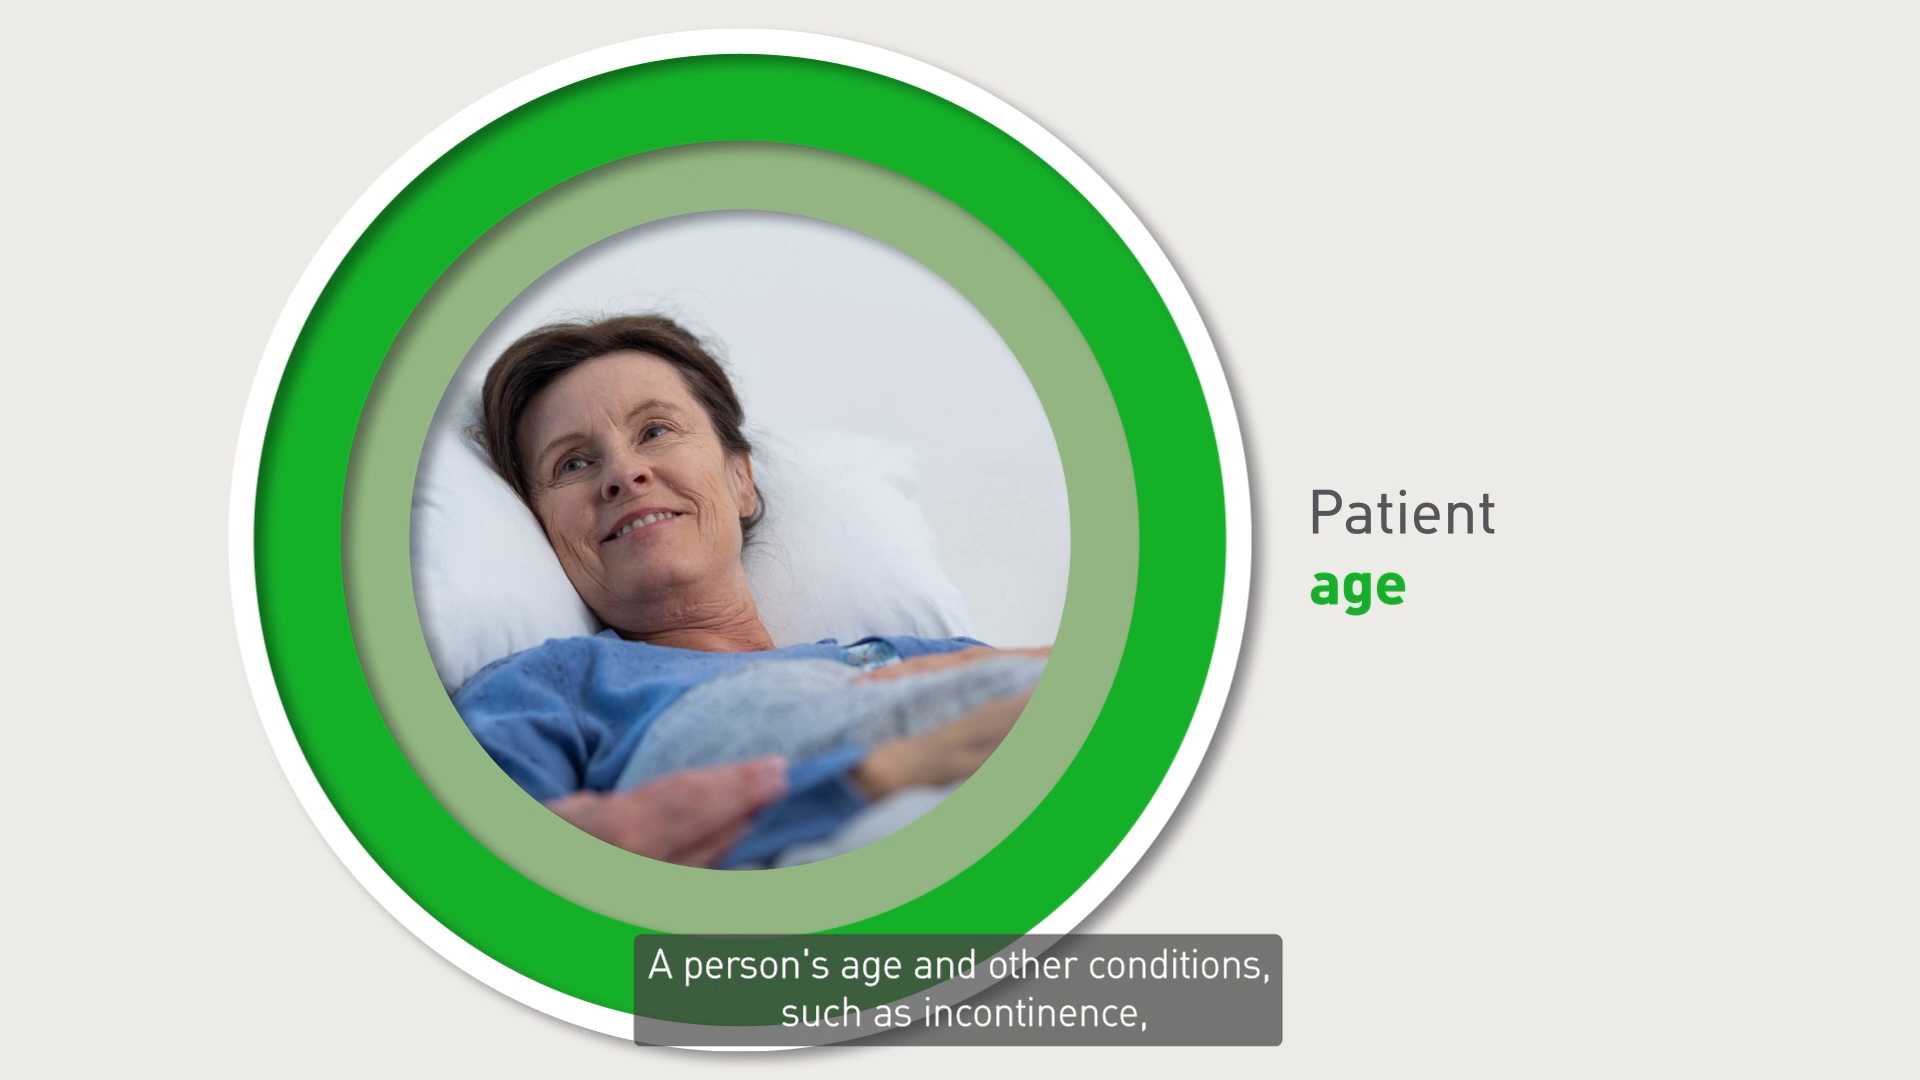 Patient
age
A person's age and other conditions,
such as incontinence,